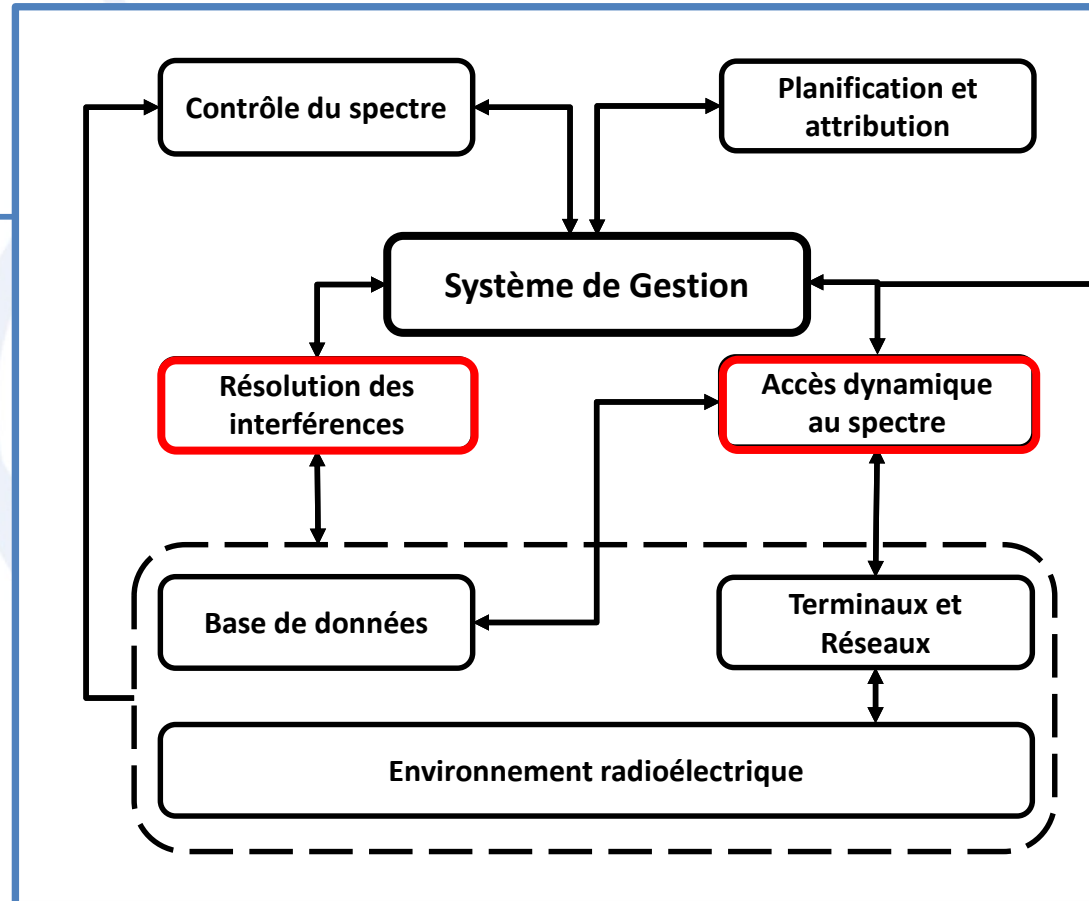 Contrôle du spectre
Planification et
attribution
Système de Gestion
Résolution des
interférences
Accès dynamique
au spectre
Base de données
Terminaux et
Réseaux
Environnement radioélectrique